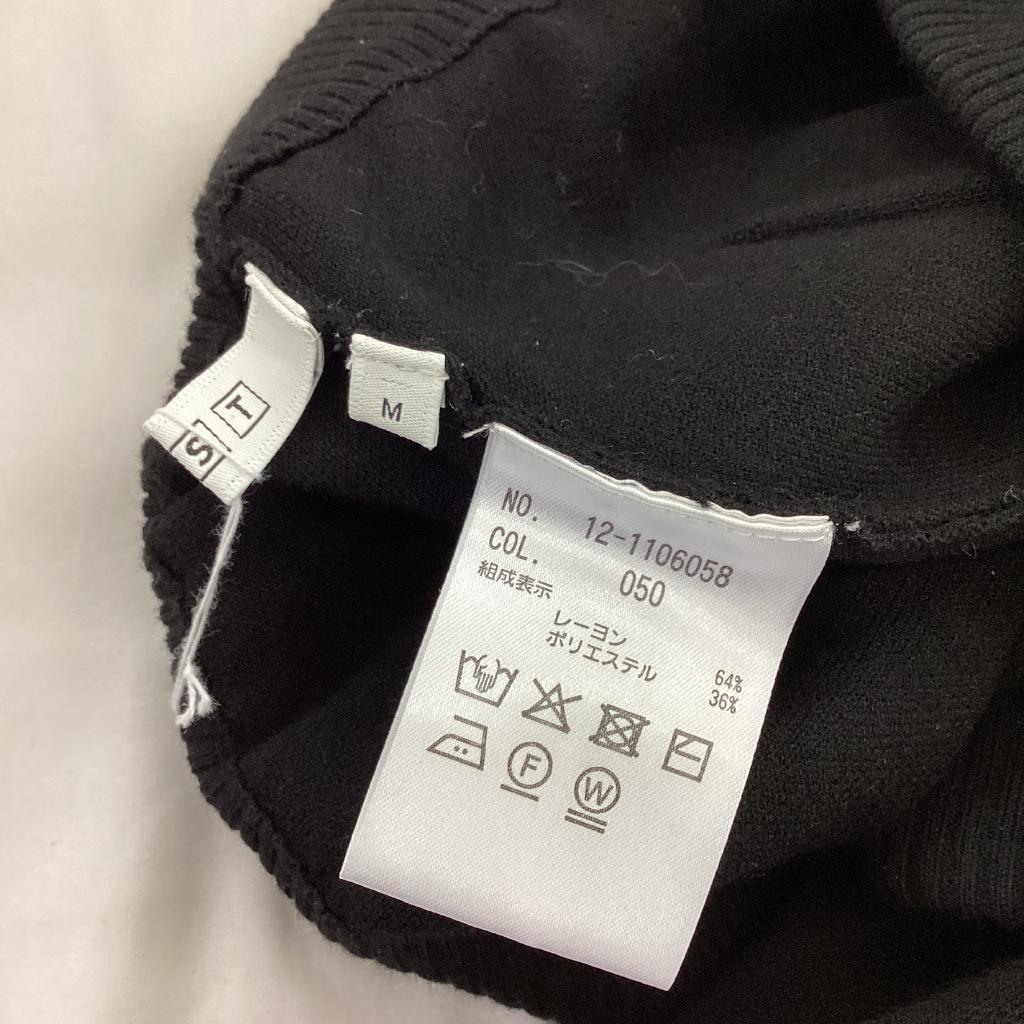 S T
M
NO. 12-1106058
COL. 050
組成表示
レーヨン 64%
ポリエステル 36%
F W